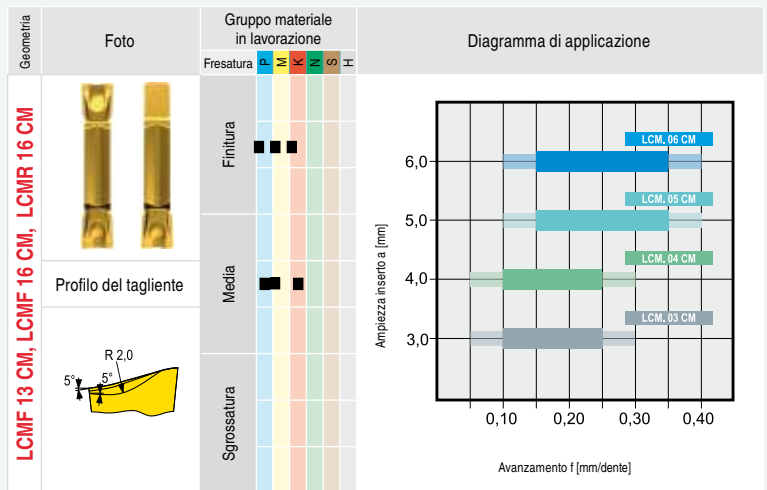 Geometria
Foto
Gruppo materiale
in lavorazione
Fresatura P M K N S H
Diagramma di applicazione
LCMF 13 CM, LCMF 16 CM, LCMR 16 CM
Finitura
Media
Sgrossatura
Profilo del tagliente
R 2,0
5° 5°
Ampiezza inserto a [mm]
6,0
5,0
4,0
3,0
LCM. 06 CM
LCM. 05 CM
LCM. 04 CM
LCM. 03 CM
0,10 0,20 0,30 0,40
Avanzamento f [mm/dente]